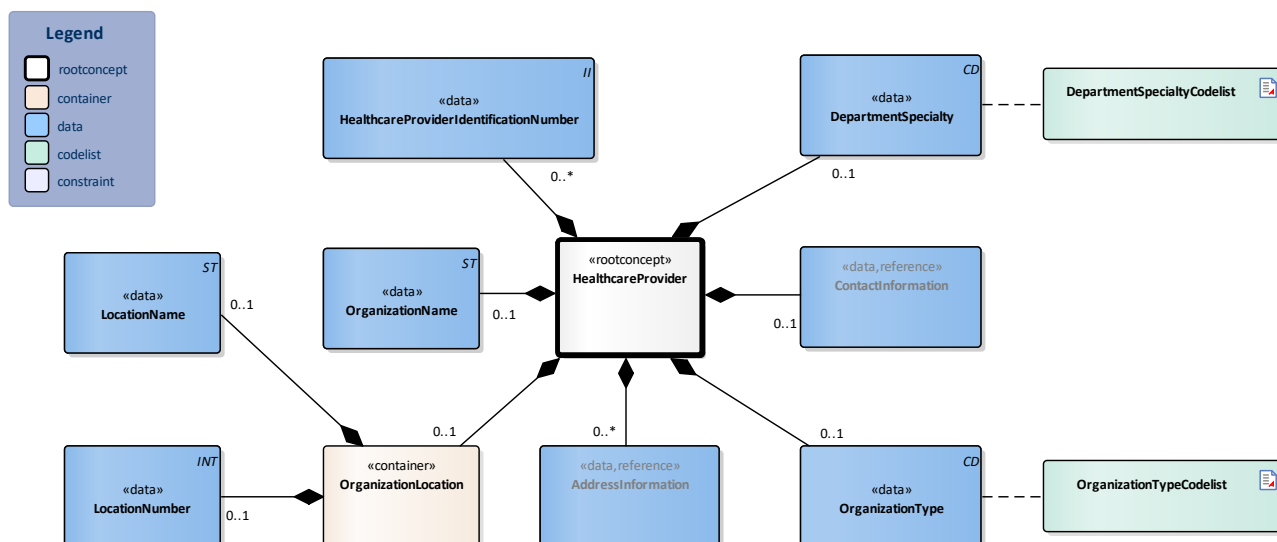 Legend
rootconcept
container
data
codelist
constraint
II
«data»
HealthcareProviderIdentificationNumber
0..*
CD
«data»
DepartmentSpecialty
0..1
DepartmentSpecialtyCodelist
ST
«data»
LocationName
0..1
ST
«data»
OrganizationName
0..1
«rootconcept»
HealthcareProvider
«data,reference»
ContactInformation
0..1
INT
«data»
LocationNumber
0..1
0..1
«container»
OrganizationLocation
0..*
«data,reference»
AddressInformation
0..1
CD
«data»
OrganizationType
OrganizationTypeCodelist